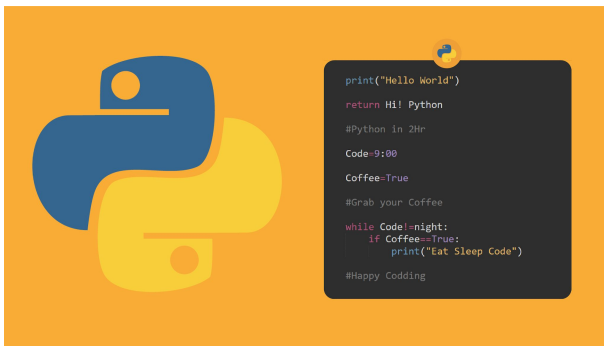 print("Hello World")
return Hi! Python
#Python in 2Hr
Code=9:00
Coffee=True
#Grab your Coffee
while Code!=night:
    if Coffee==True:
        print("Eat Sleep Code")
#Happy Codding